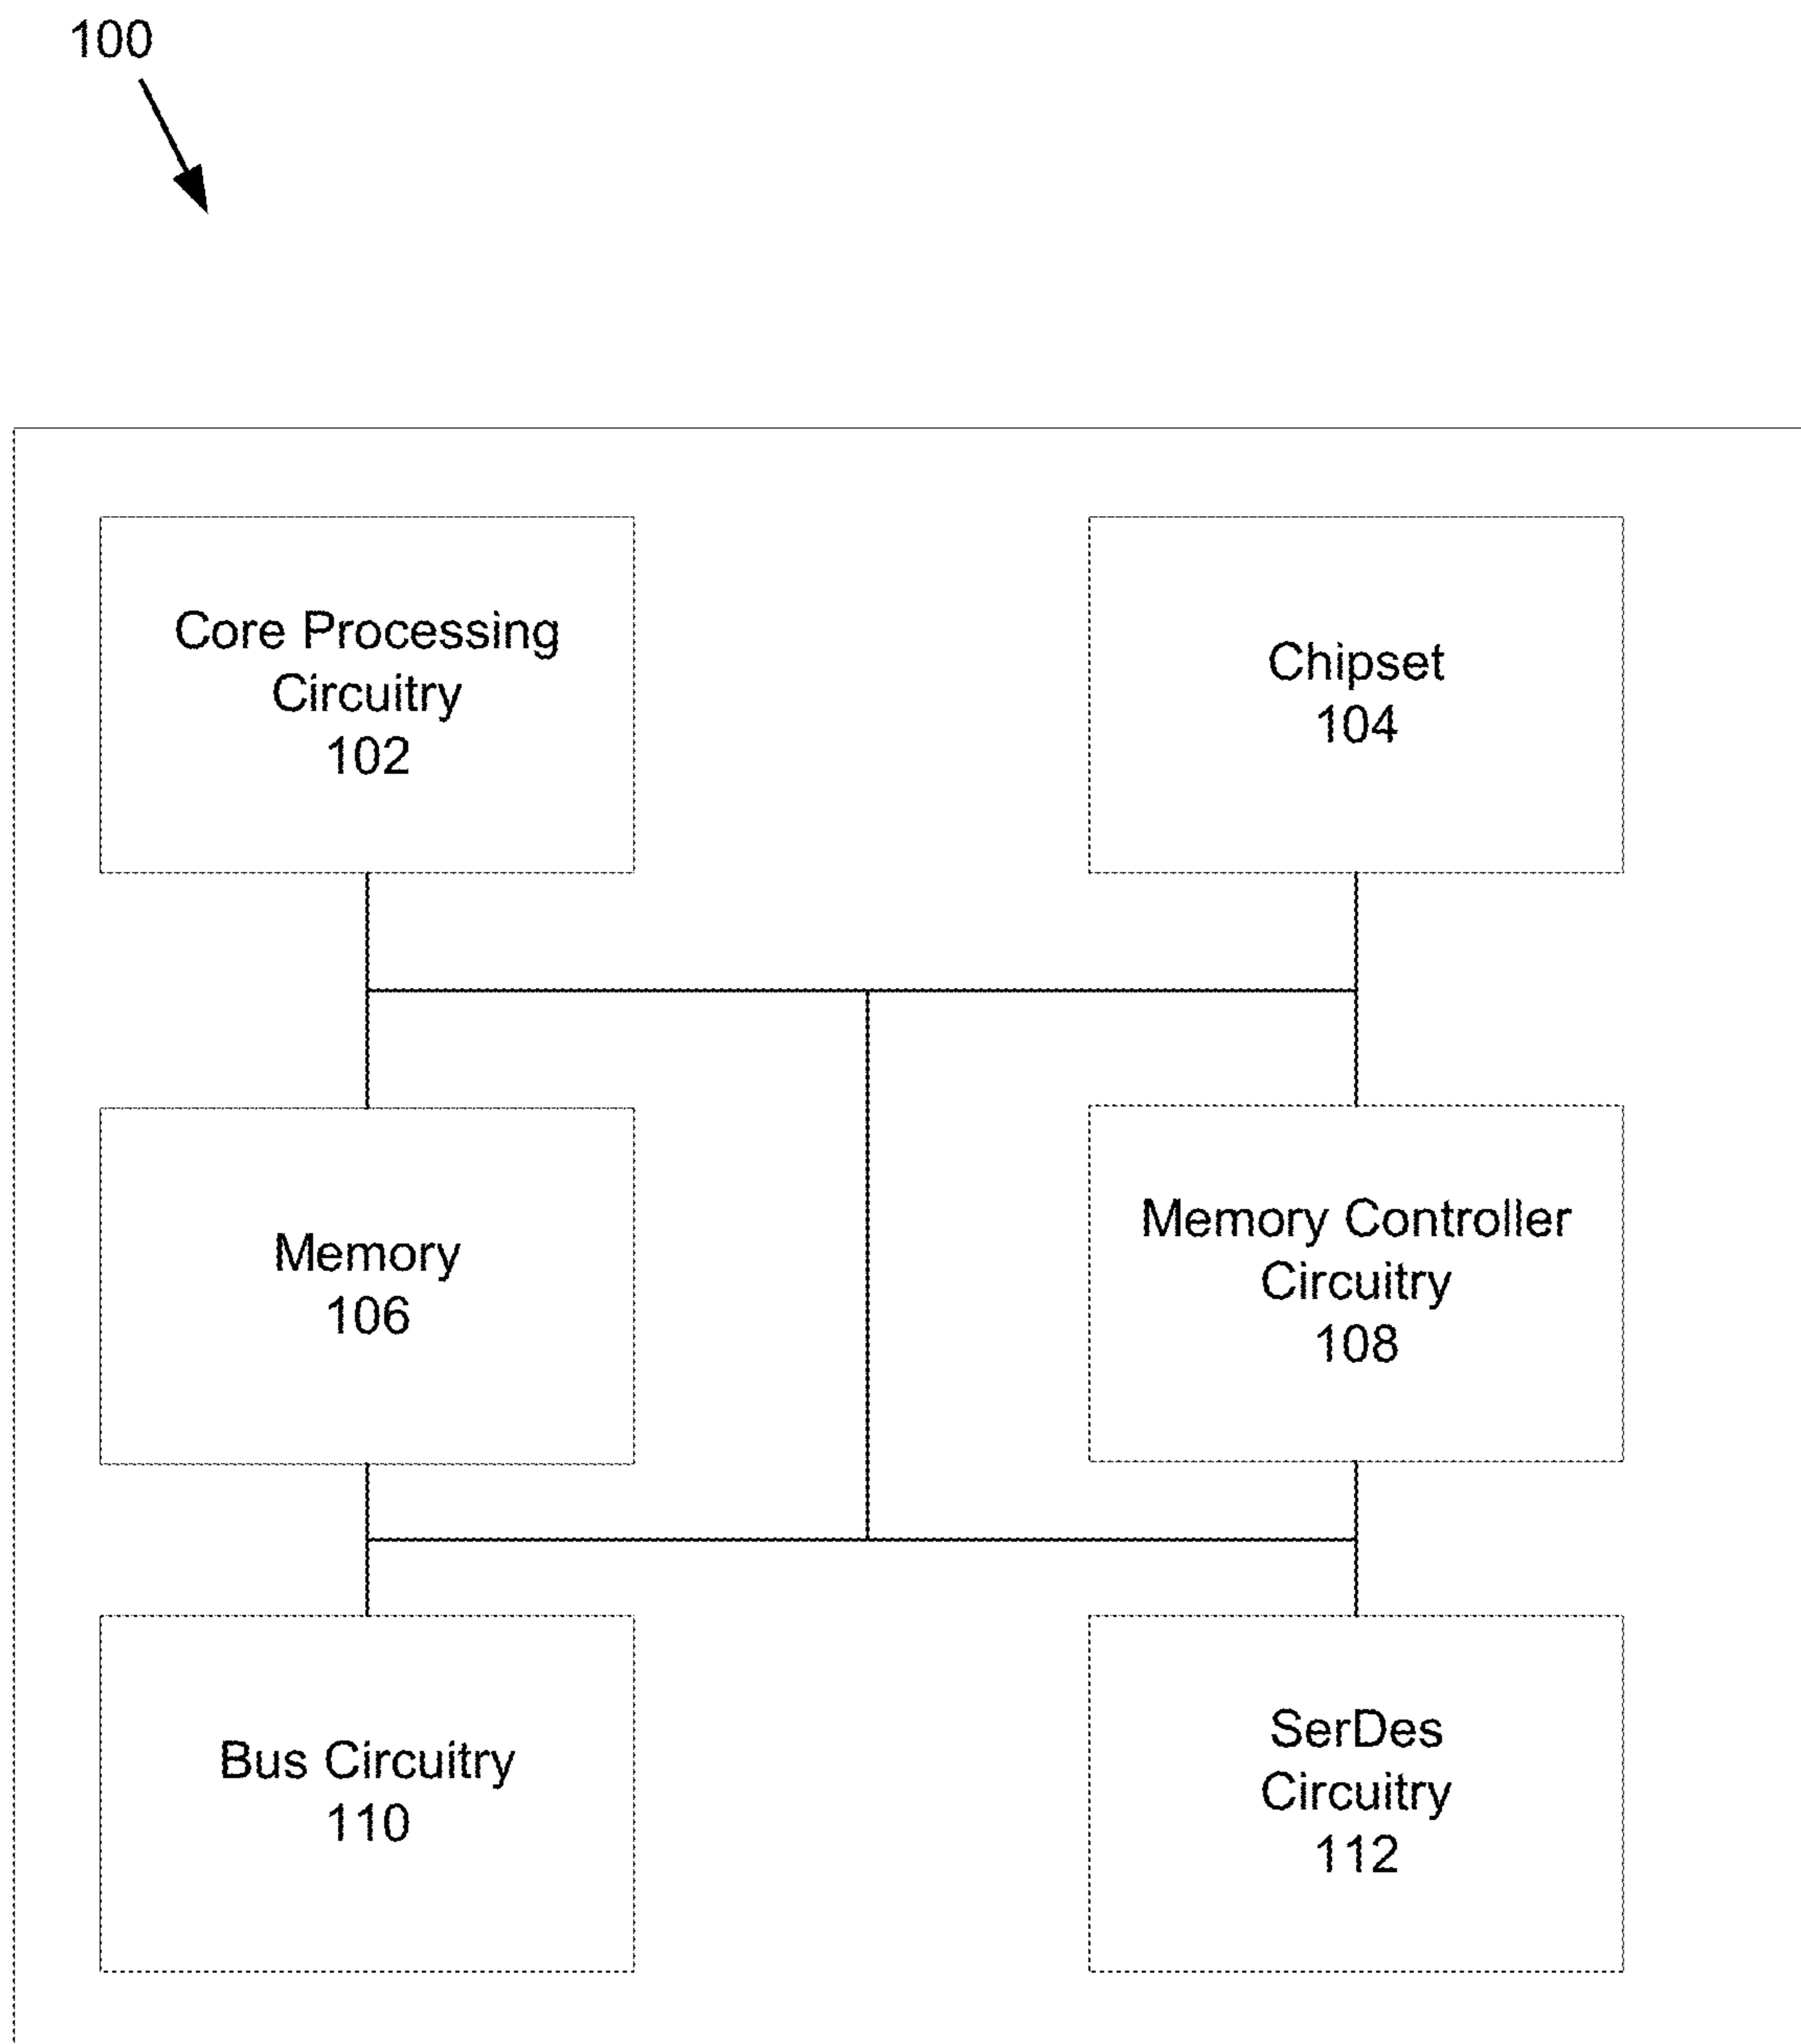 100
Core Processing
Circuitry
102
Chipset
104
Memory
106
Memory Controller
Circuitry
108
Bus Circuitry
110
SerDes
Circuitry
112